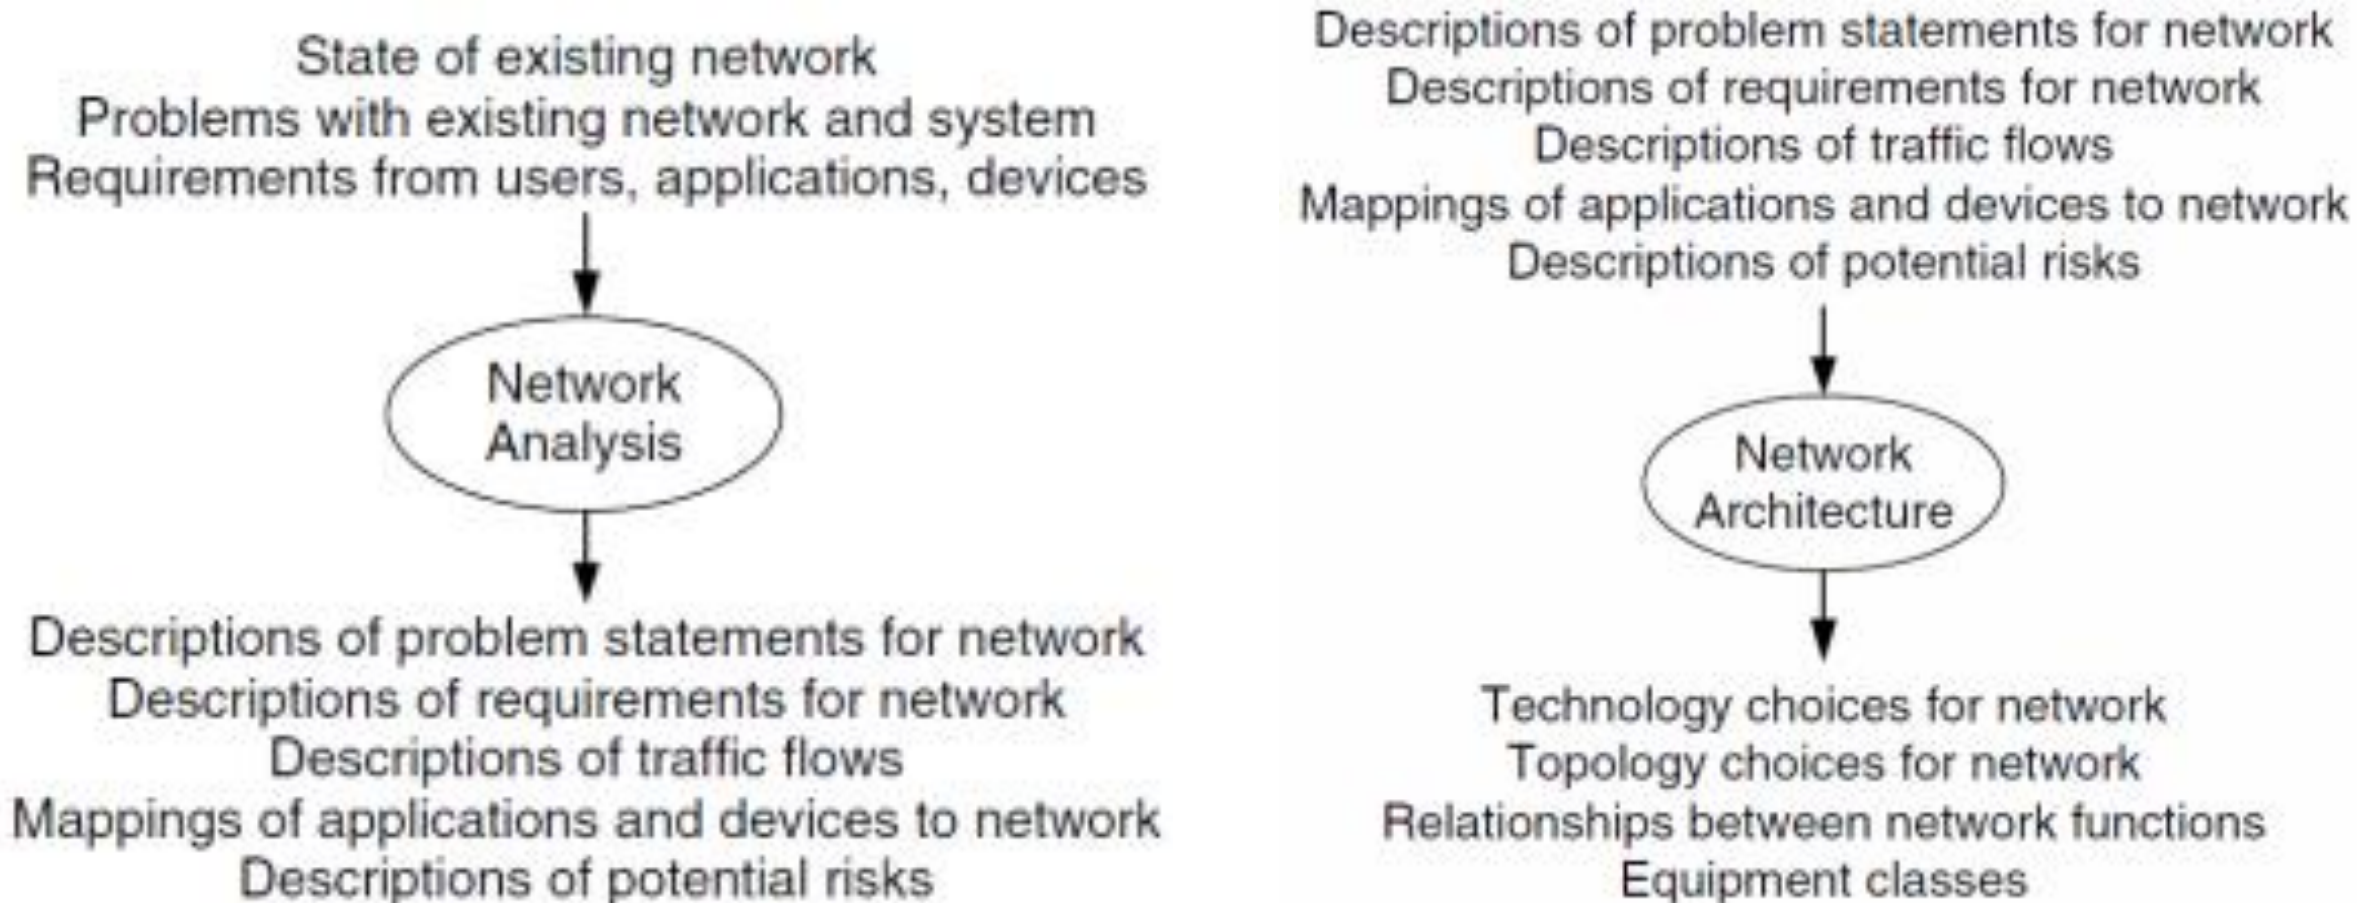 State of existing network
Problems with existing network and system
Requirements from users, applications, devices
Network
Analysis
Descriptions of problem statements for network
Descriptions of requirements for network
Descriptions of traffic flows
Mappings of applications and devices to network
Descriptions of potential risks
Descriptions of problem statements for network
Descriptions of requirements for network
Descriptions of traffic flows
Mappings of applications and devices to network
Descriptions of potential risks
Network
Architecture
Technology choices for network
Topology choices for network
Relationships between network functions
Equipment classes